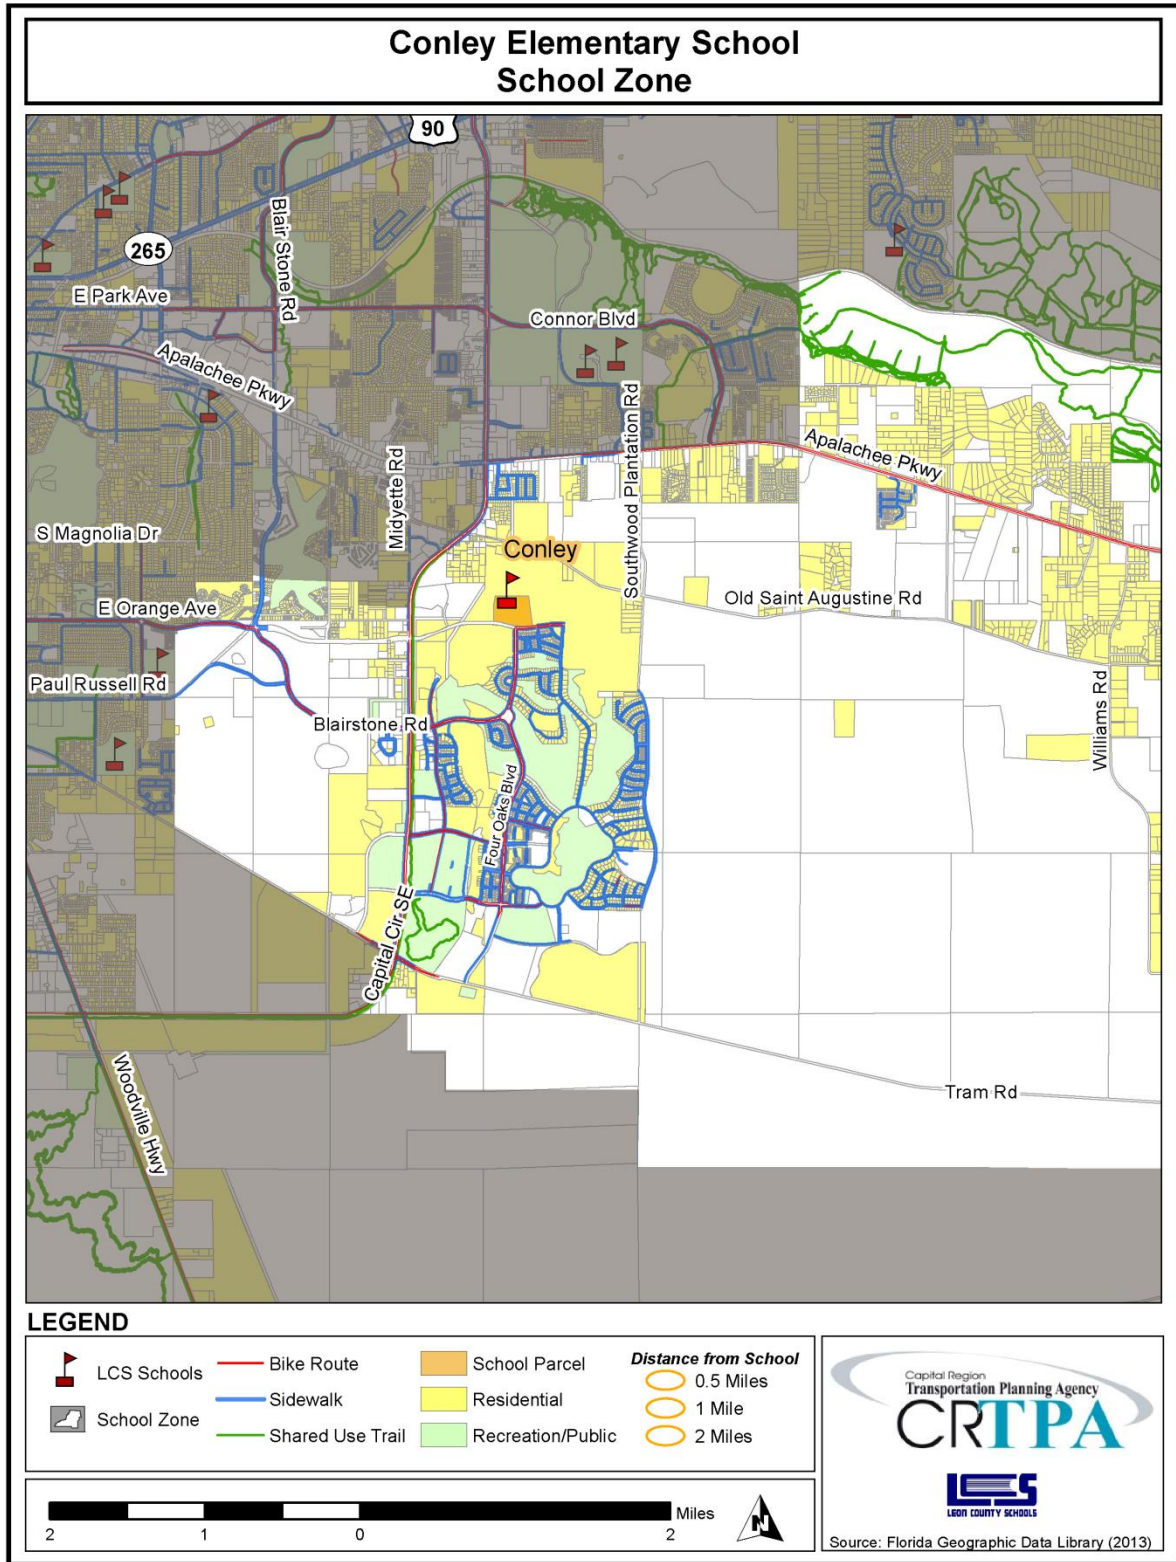 Conley Elementary School
School Zone
90
265
Blair Stone Rd
E Park Ave
Connor Blvd
Apalachee Pkwy
Southwood Plantation Rd
Apalachee Pkwy
Midyette Rd
S Magnolia Dr
Conley
E Orange Ave
Old Saint Augustine Rd
Paul Russell Rd
Blairstone Rd
Williams Rd
Four Oaks Blvd
Capital Cir SE
Woodville Hwy
Tram Rd
LEGEND
LCS Schools
School Zone
Bike Route
Sidewalk
Shared Use Trail
School Parcel
Residential
Recreation/Public
Distance from School
0.5 Miles
1 Mile
2 Miles
2 1 0 2 Miles
N
Capital Region
Transportation Planning Agency
CRTPA
LCS
LEON COUNTY SCHOOLS
Source: Florida Geographic Data Library (2013)